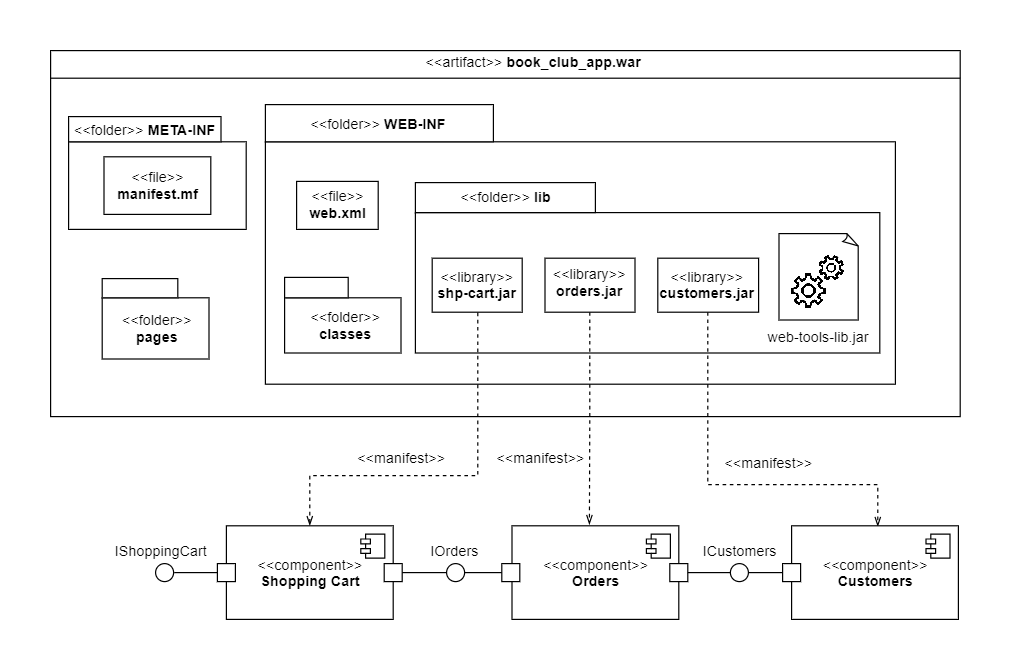 <<artifact>> book_club_app.war
<<folder>> META-INF
<<file>>
manifest.mf
<<folder>>
pages
<<folder>> WEB-INF
<<file>>
web.xml
<<folder>>
classes
<<folder>> lib
<<library>>
shp-cart.jar
<<library>>
orders.jar
<<library>>
customers.jar
web-tools-lib.jar
<<manifest>>
<<manifest>>
<<manifest>>
IShoppingCart
<<component>>
Shopping Cart
IOrders
<<component>>
Orders
ICustomers
<<component>>
Customers